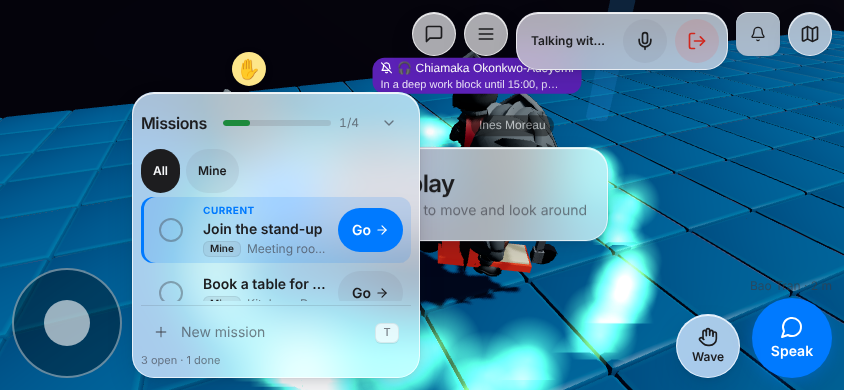 Talking wit...
🎧 Chiamaka Okonkwo-Adeyemi
In a deep work block until 15:00, p...
Ines Moreau
Missions
1/4
All
Mine
play
to move and look around
CURRENT
Join the stand-up
Mine
Meeting roo...
Go →
Book a table for ...
Go →
New mission
T
3 open · 1 done
Wave
Speak